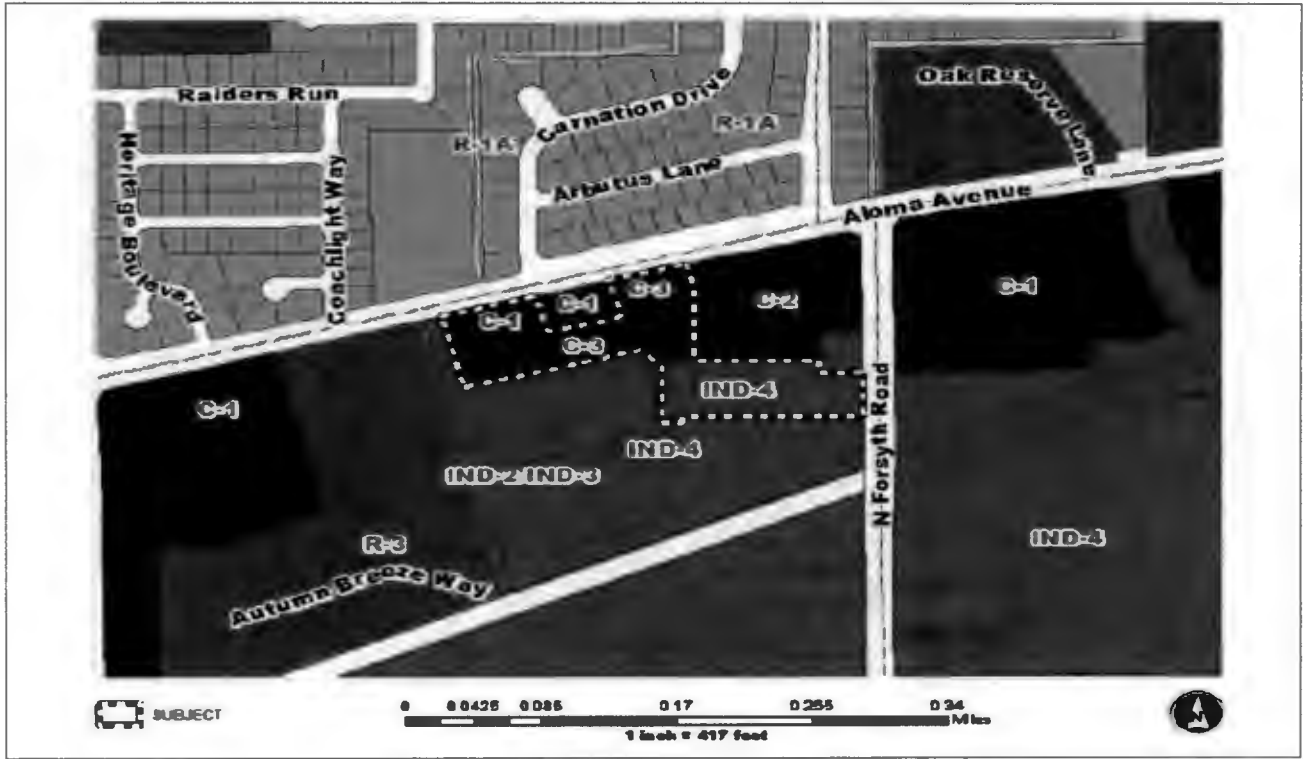 Raiders Run
Heritage Boulevard
Coachlight Way
R-1A
Carnation Drive
R-1A
Arbutus Lane
Oak Reserve Lane
Aloma Avenue
C-1
C-1
C-3
C-3
C-2
C-1
C-1
IND-4
IND-4
IND-2/IND-3
N Forsyth Road
IND-4
R-3
Autumn Breeze Way
SUBJECT
0 0.0425 0.085 0.17 0.255 0.34
Miles
1 inch = 417 feet
N